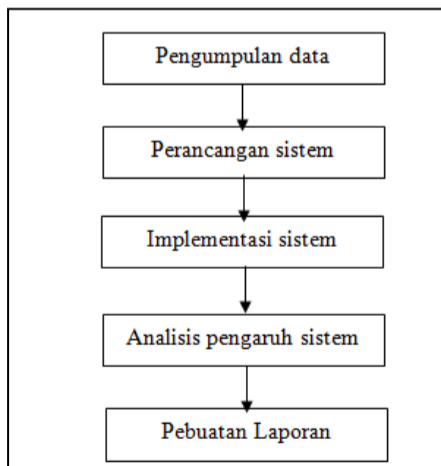 Pengumpulan data
Perancangan sistem
Implementasi sistem
Analisis pengaruh sistem
Pebuatan Laporan